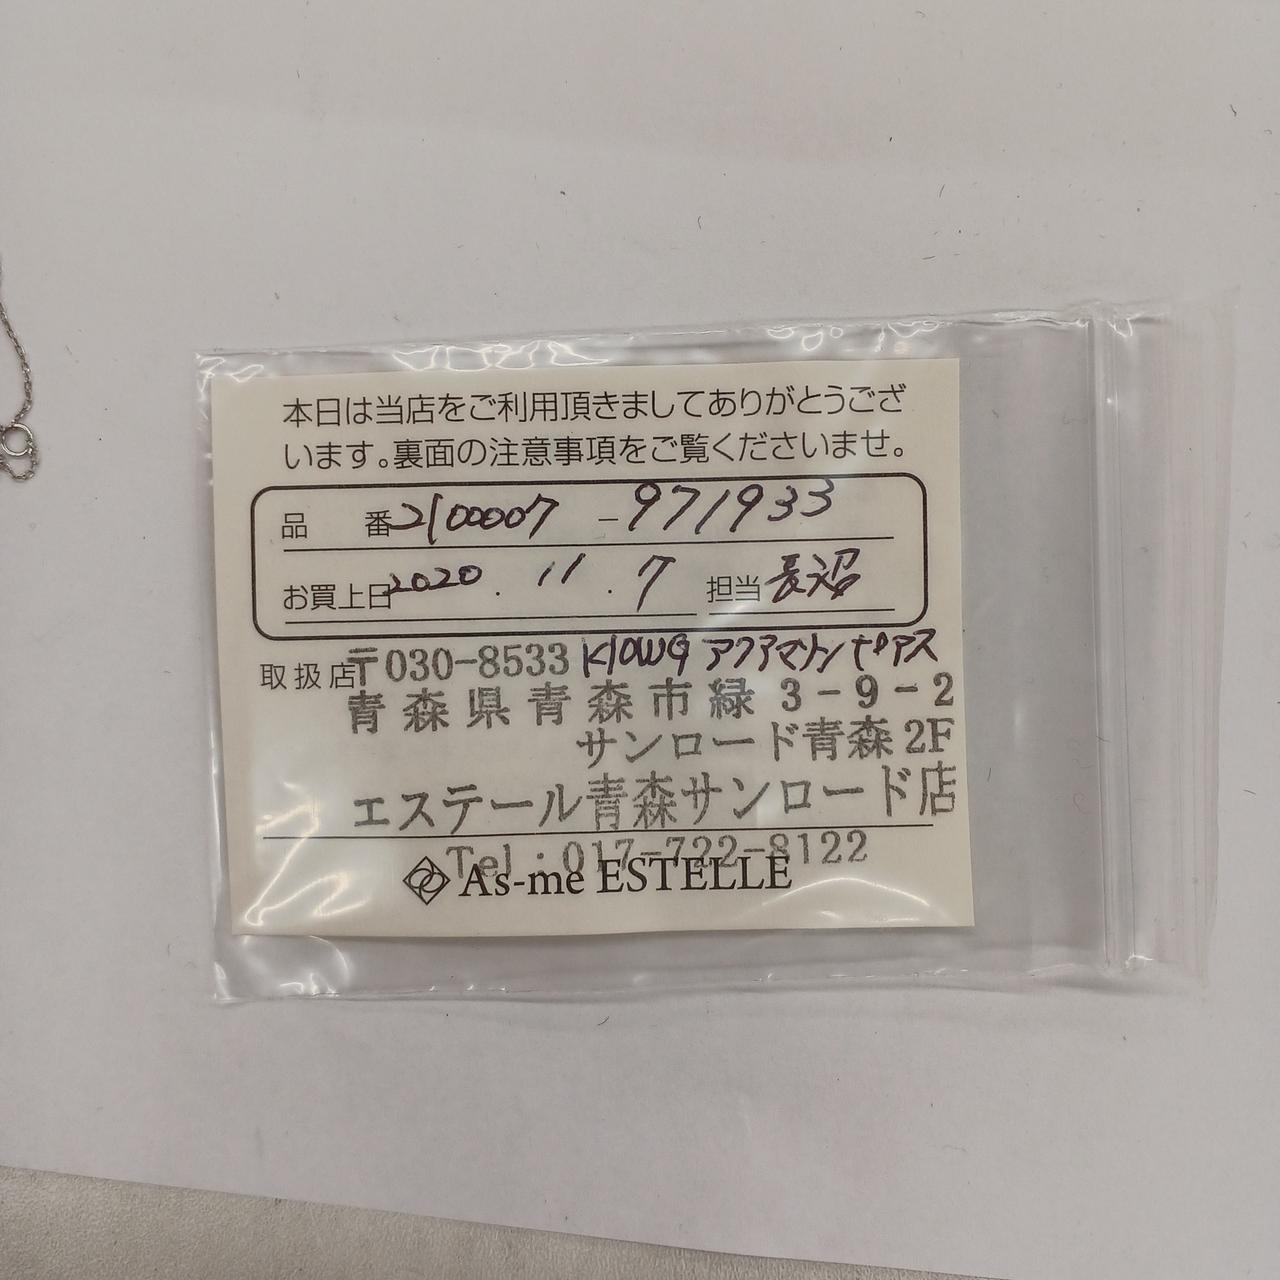 本日は当店をご利用頂きましてありがとうござ
います。裏面の注意事項をご覧くださいませ。
品 番 2100007 -971933
お買上日 2020.11.7 担当 長沼
取扱店 〒030-8533 K10WG アクアマリン ピアス
青森県青森市緑3-9-2
サンロード青森2F
エステール青森サンロード店
Tel:017-722-8122
As-me ESTELLE